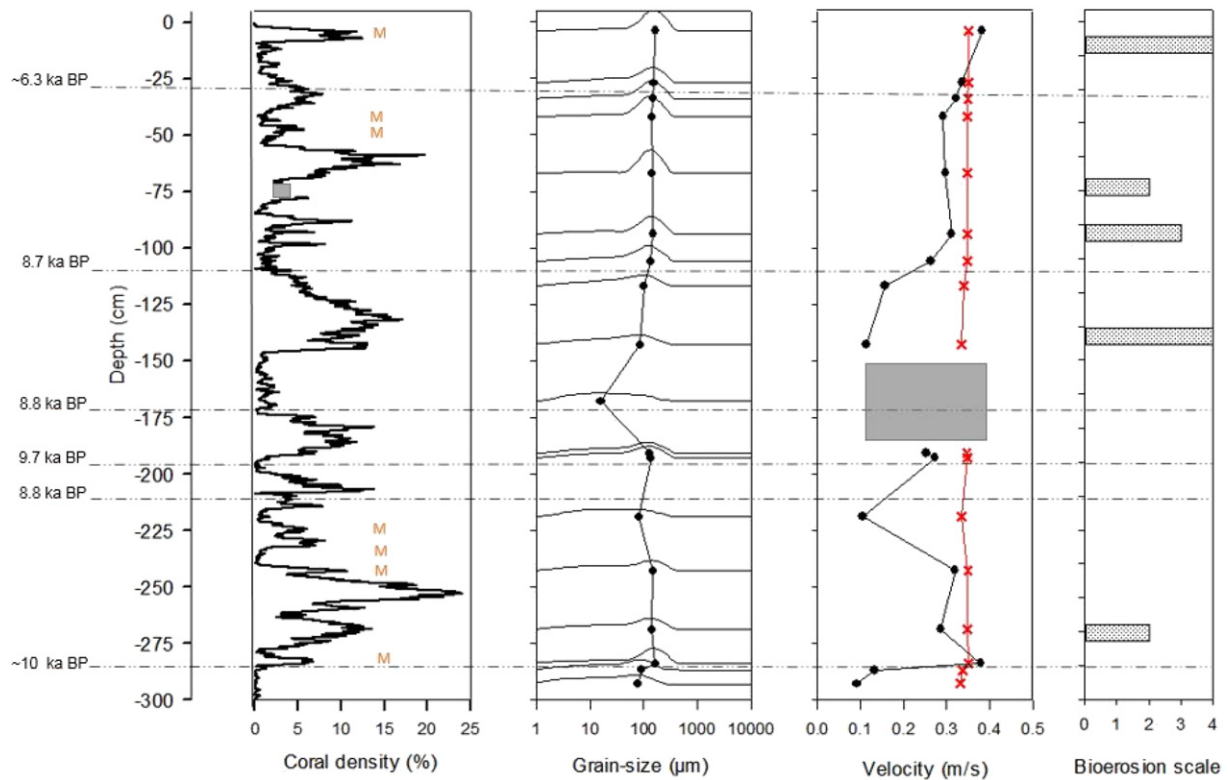 0
M
~6.3 ka BP
-25
M
-50
M
-75
-100
8.7 ka BP
-125
Depth (cm)
-150
8.8 ka BP
-175
9.7 ka BP
-200
8.8 ka BP
M
-225
M
M
-250
-275
M
~10 ka BP
-300
0 5 10 15 20 25
1 10 100 1000 10000
0.0 0.1 0.2 0.3 0.4 0.5
0 1 2 3 4
Coral density (%)
Grain-size (µm)
Velocity (m/s)
Bioerosion scale